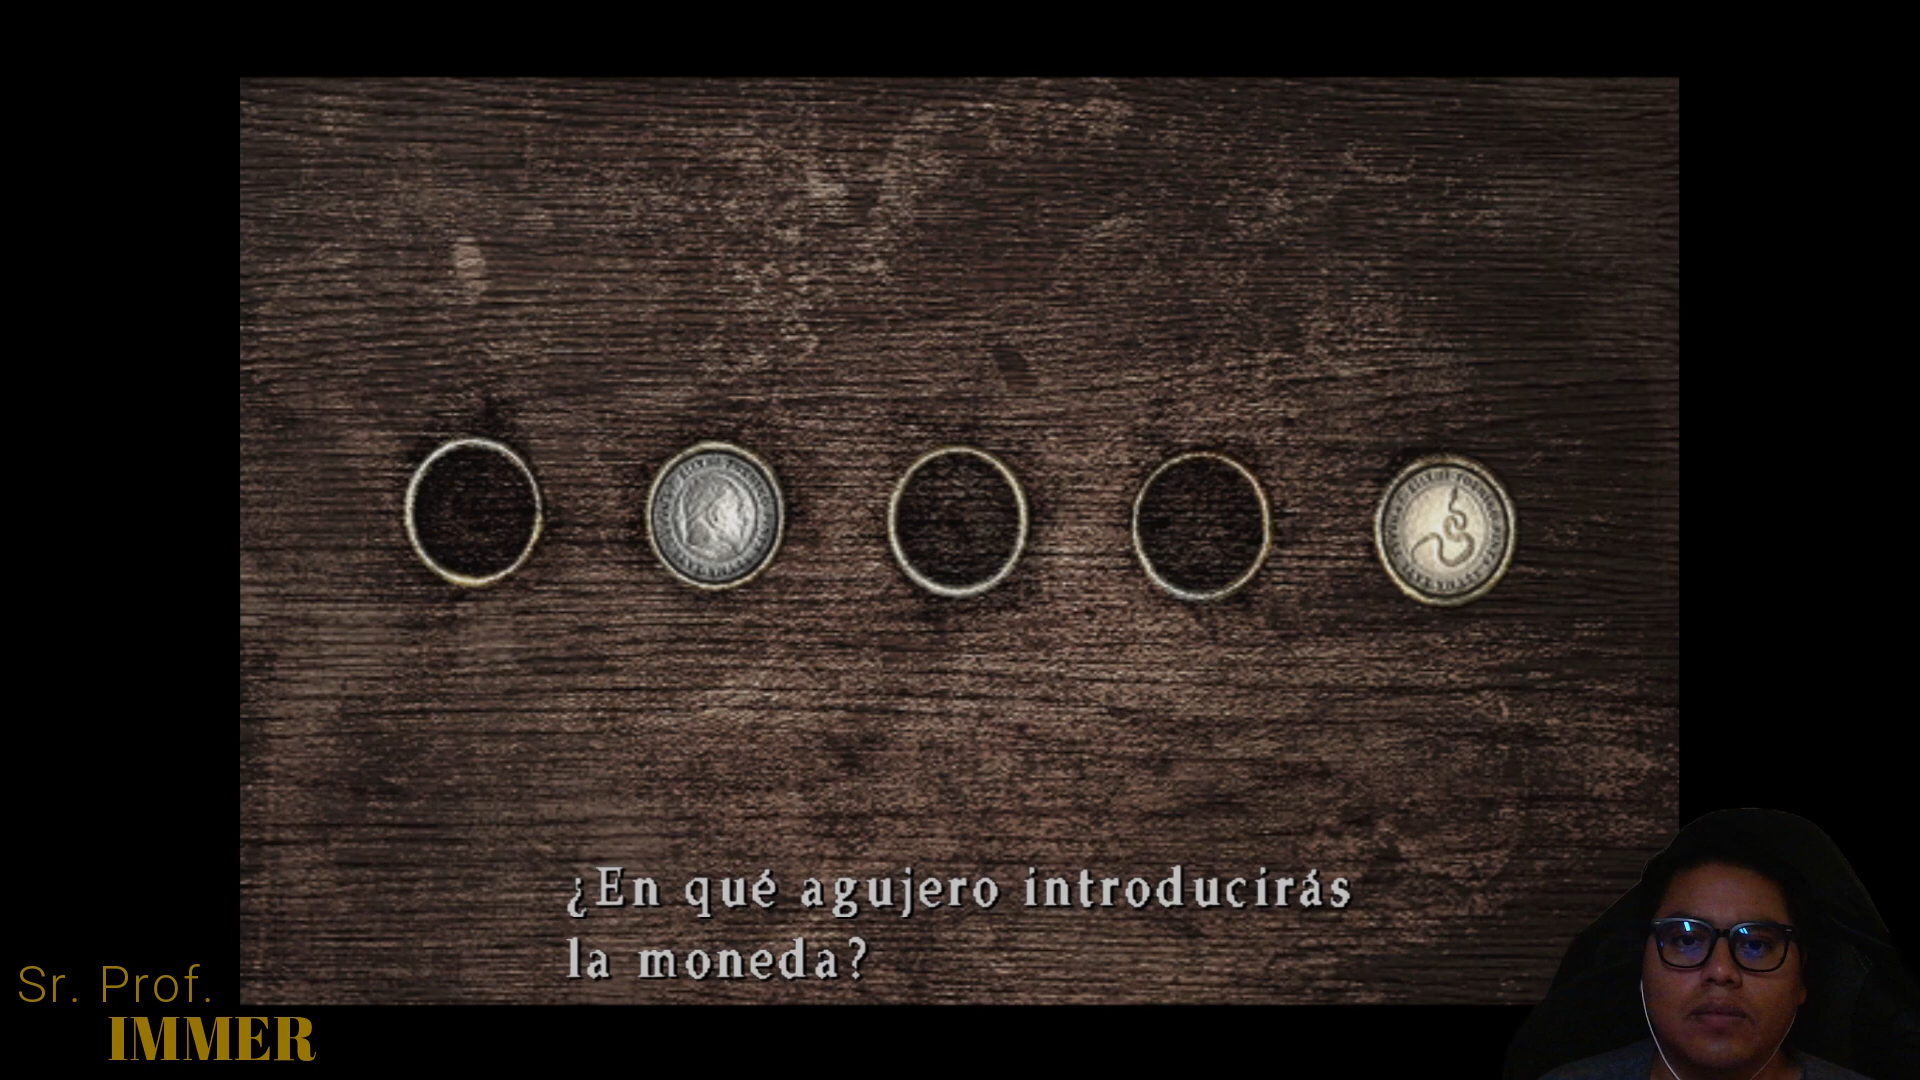 ¿En qué agujero introducirás
la moneda?
Sr. Prof.
IMMER